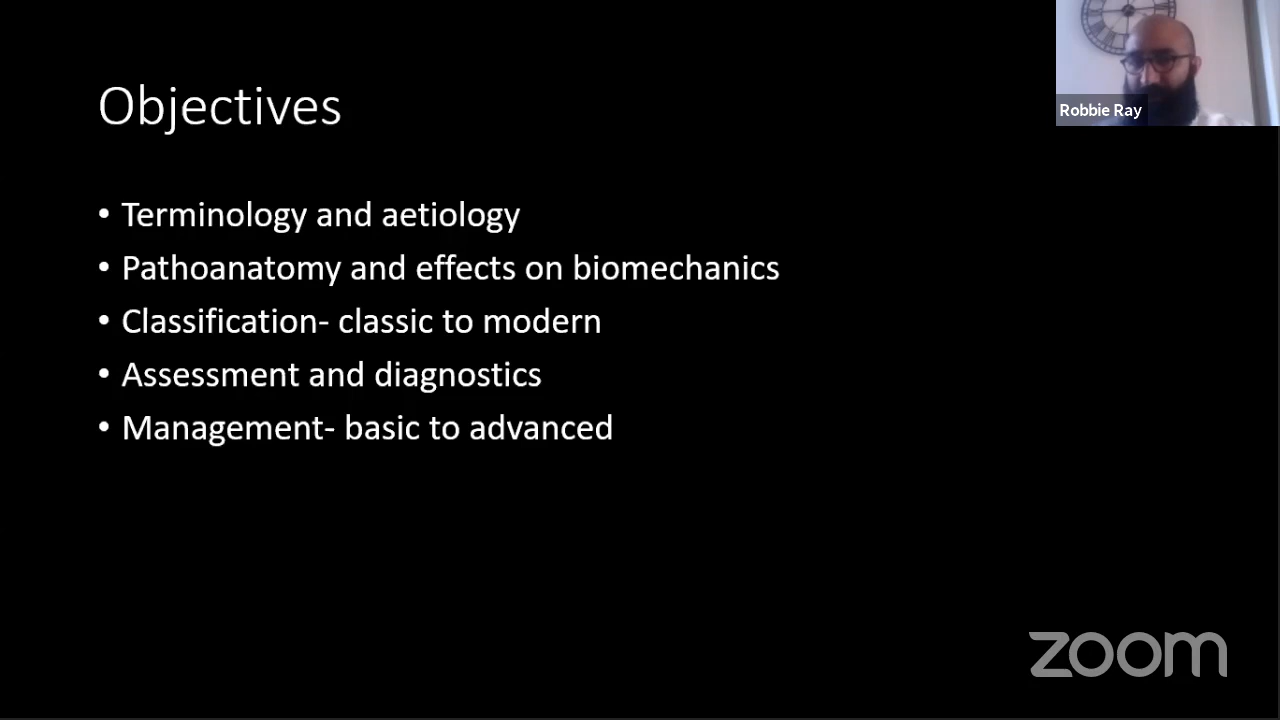 Objectives
Robbie Ray
• Terminology and aetiology
• Pathoanatomy and effects on biomechanics
• Classification- classic to modern
• Assessment and diagnostics
• Management- basic to advanced
zoom